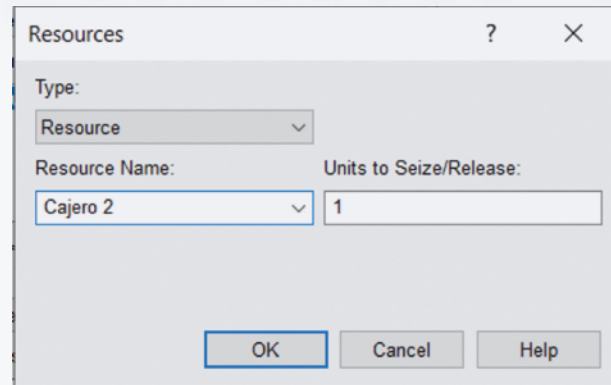 Resources ?
Type:
Resource
Resource Name: Units to Seize/Release:
Cajero 2 1
OK Cancel Help